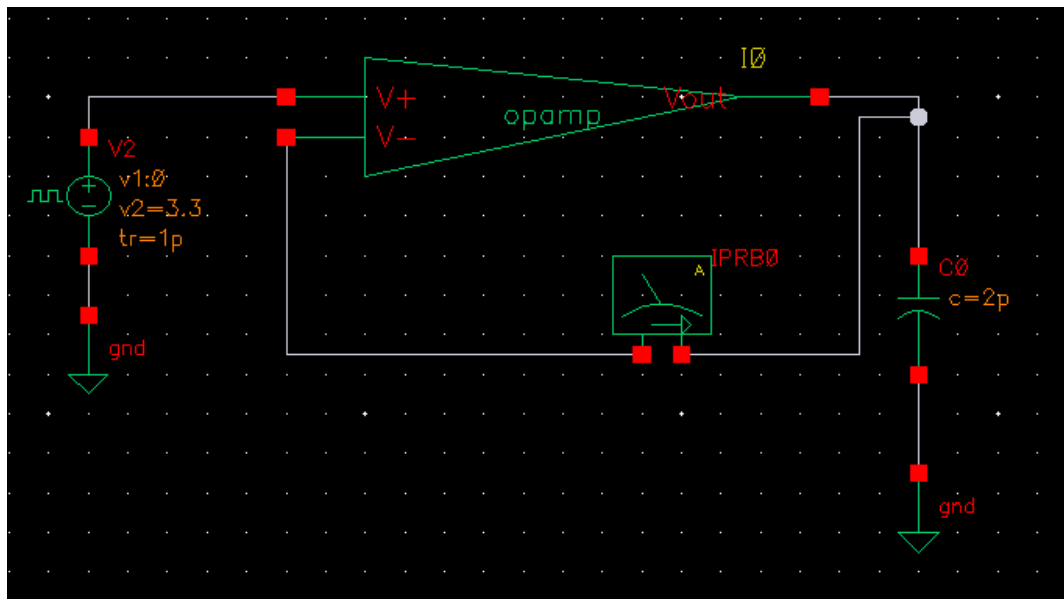 I0
V+
Vout
opamp
V-
V2
v1:0
v2=3.3
tr=1p
IPRB0
A
C0
c=2p
gnd
gnd